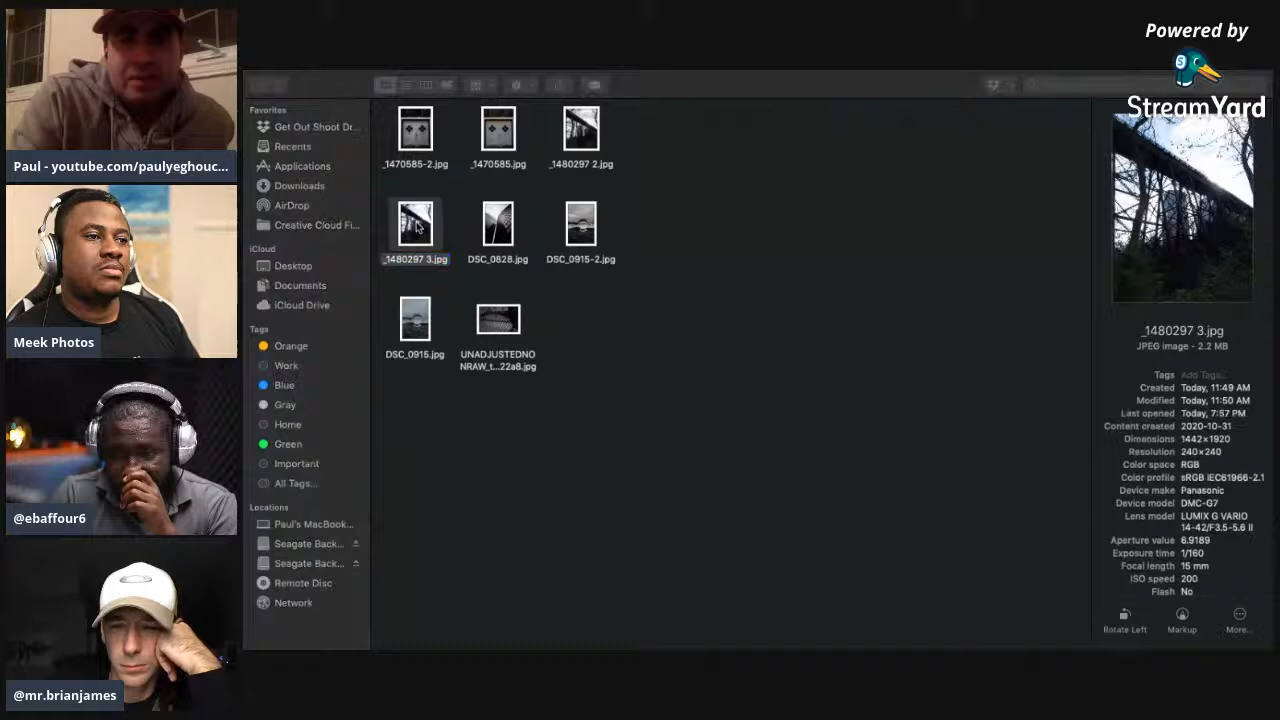 Powered by
StreamYard
Paul - youtube.com/paulyeghouc...
Meek Photos
@ebaffour6
@mr.brianjames
Favorites
Get Out Shoot Dr...
Recents
Applications
Downloads
AirDrop
Creative Cloud Fi...
iCloud
Desktop
Documents
iCloud Drive
Tags
Orange
Work
Blue
Gray
Home
Green
Important
All Tags...
Locations
Paul's MacBook...
Seagate Back...
Seagate Back...
Remote Disc
Network
_1470585-2.jpg
_1470585.jpg
_1480297 2.jpg
_1480297 3.jpg
DSC_0828.jpg
DSC_0915-2.jpg
DSC_0915.jpg
UNADJUSTEDNO
NRAW_t...22a8.jpg
_1480297 3.jpg
JPEG image - 2.2 MB
Tags Add Tags...
Created Today, 11:49 AM
Modified Today, 11:50 AM
Last opened Today, 7:57 PM
Content created 2020-10-31
Dimensions 1442×1920
Resolution 240×240
Color space RGB
Color profile sRGB IEC61966-2.1
Device make Panasonic
Device model DMC-G7
Lens model LUMIX G VARIO
14-42/F3.5-5.6 II
Aperture value 6.9189
Exposure time 1/160
Focal length 15 mm
ISO speed 200
Flash No
Rotate Left
Markup
More...